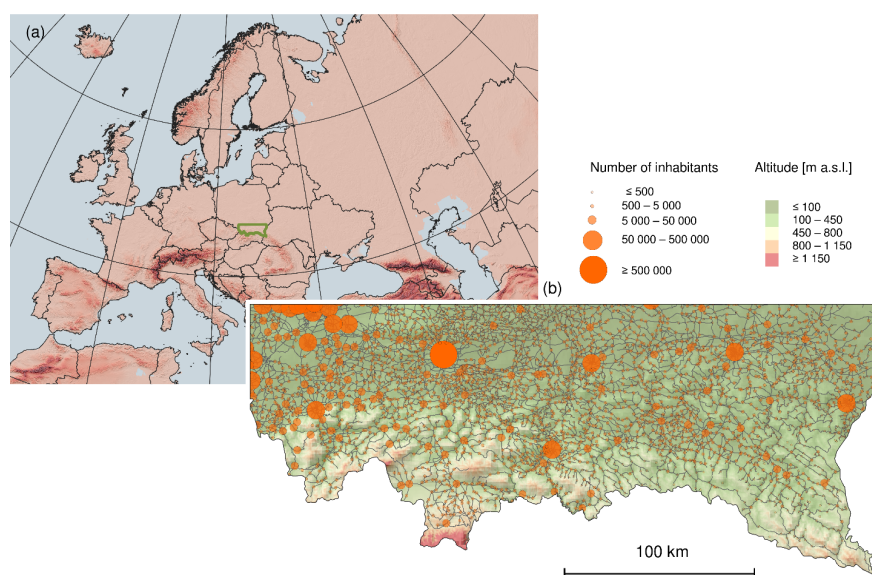 (a)
Number of inhabitants
≤ 500
500 – 5 000
5 000 – 50 000
50 000 – 500 000
≥ 500 000
Altitude [m a.s.l.]
≤ 100
100 – 450
450 – 800
800 – 1 150
≥ 1 150
(b)
100 km